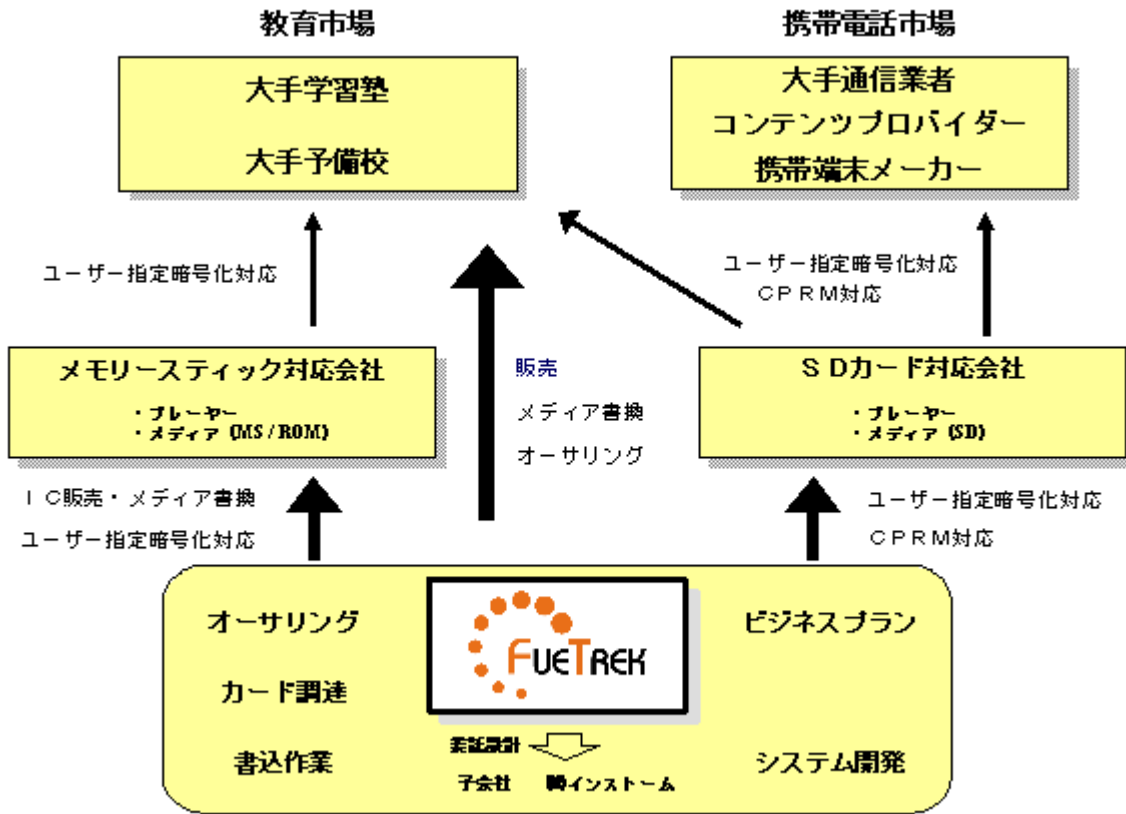 教育市場
携帯電話市場
大手学習塾
大手予備校
大手通信業者
コンテンツプロバイダー
携帯端末メーカー
ユーザー指定暗号化対応
ユーザー指定暗号化対応
ＣＰＲＭ対応
メモリースティック対応会社
・プレーヤー
・メディア (MS/ROM)
販売
メディア書換
オーサリング
ＳＤカード対応会社
・プレーヤー
・メディア (SD)
ＩＣ販売・メディア書換
ユーザー指定暗号化対応
ユーザー指定暗号化対応
ＣＰＲＭ対応
オーサリング
カード調達
書込作業
FUETREK
委託設計
子会社 インストーム
ビジネスプラン
システム開発